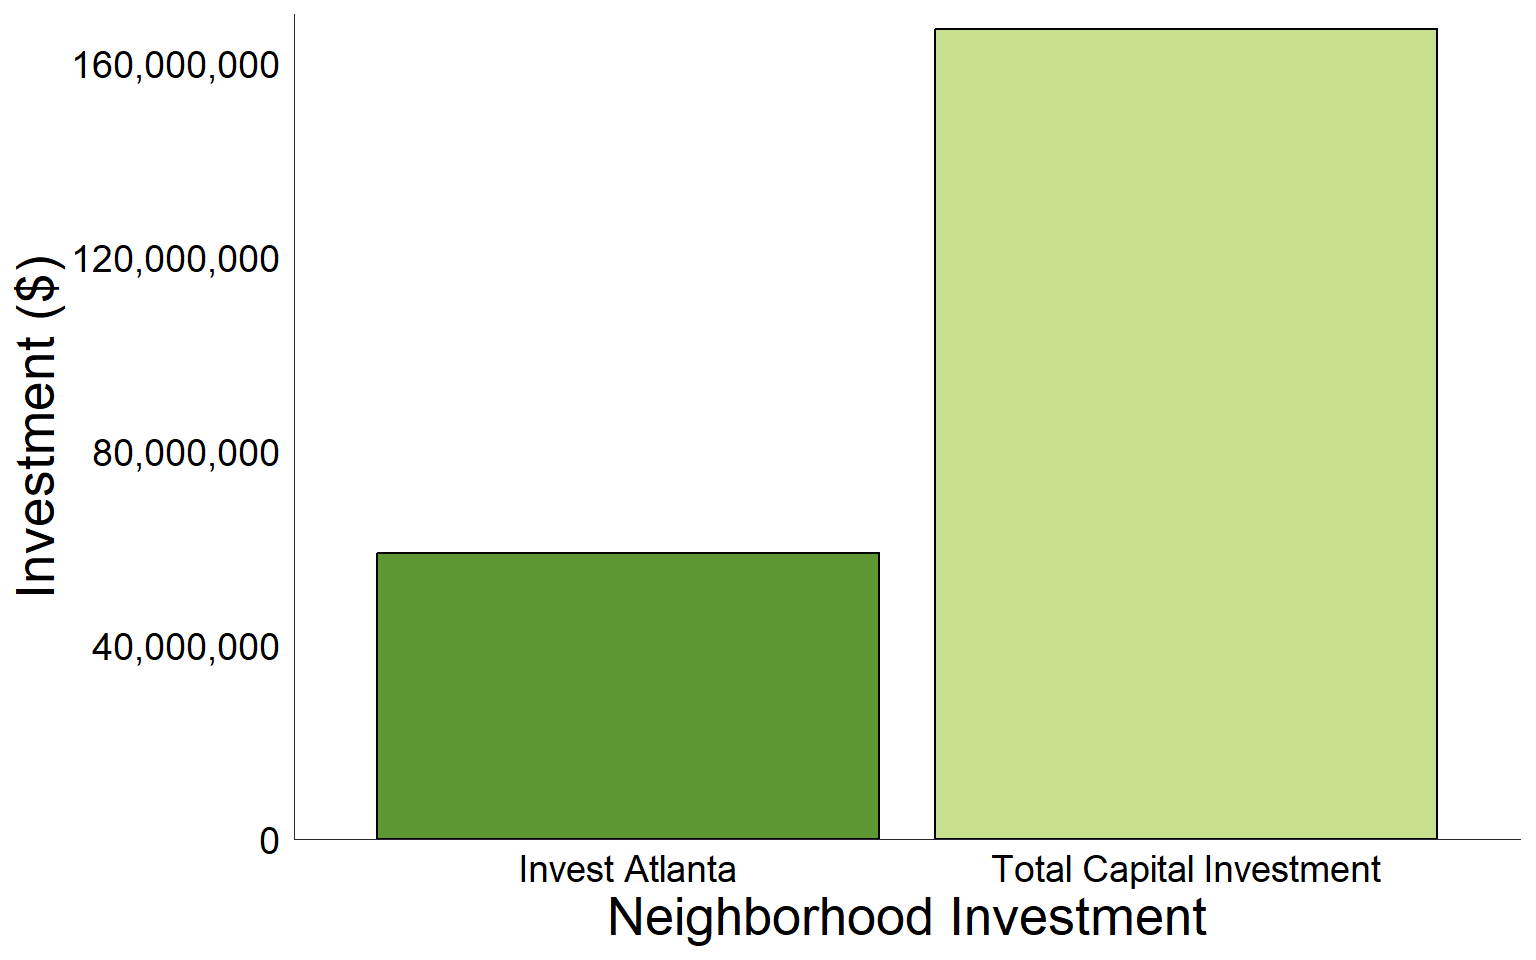 Investment ($)
160,000,000
120,000,000
80,000,000
40,000,000
0
Invest Atlanta
Total Capital Investment
Neighborhood Investment